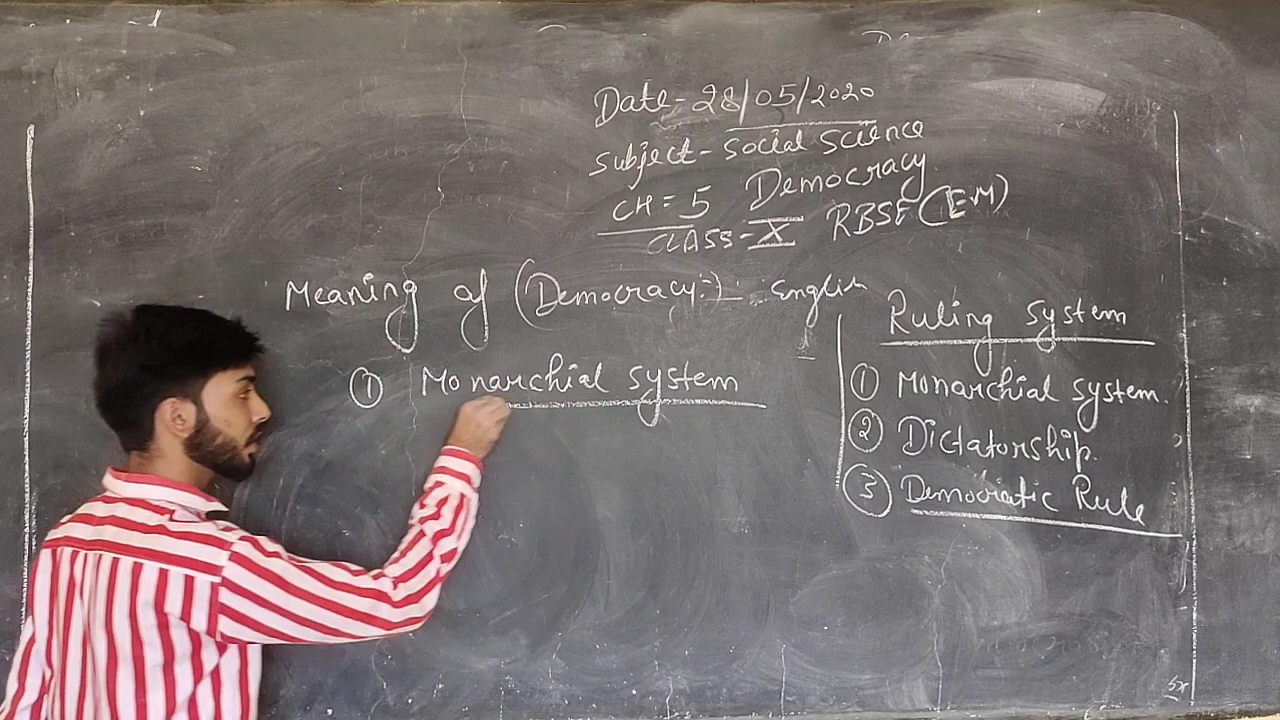 Date- 28/05/2020
Subject- Social Science
CH = 5 Democracy
CLASS- X RBSE (E.M)
Meaning of (Democracy:-) English
① Monarchial system
Ruling System
① Monarchial system.
② Dictatorship.
③ Democratic Rule